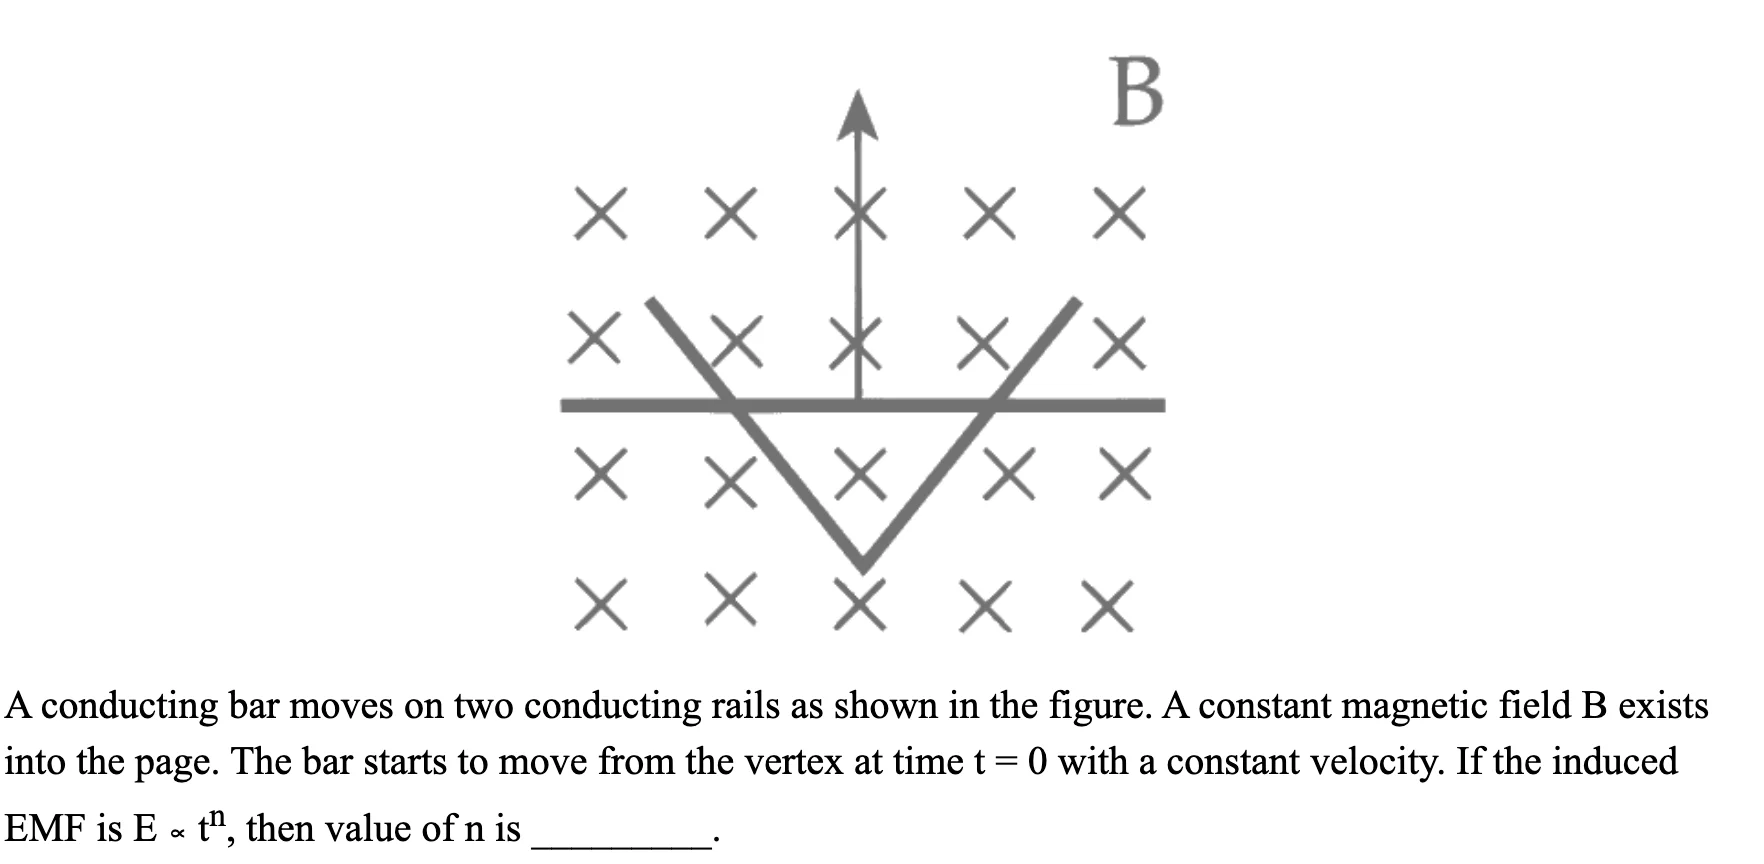 B
A conducting bar moves on two conducting rails as shown in the figure. A constant magnetic field B exists
into the page. The bar starts to move from the vertex at time t = 0 with a constant velocity. If the induced
EMF is E ∝ tⁿ, then value of n is _________.